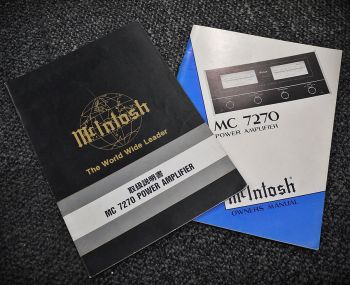 McIntosh
The World Wide Leader
取扱説明書
MC 7270 POWER AMPLIFIER
MC 7270
POWER AMPLIFIER
McIntosh
OWNERS MANUAL